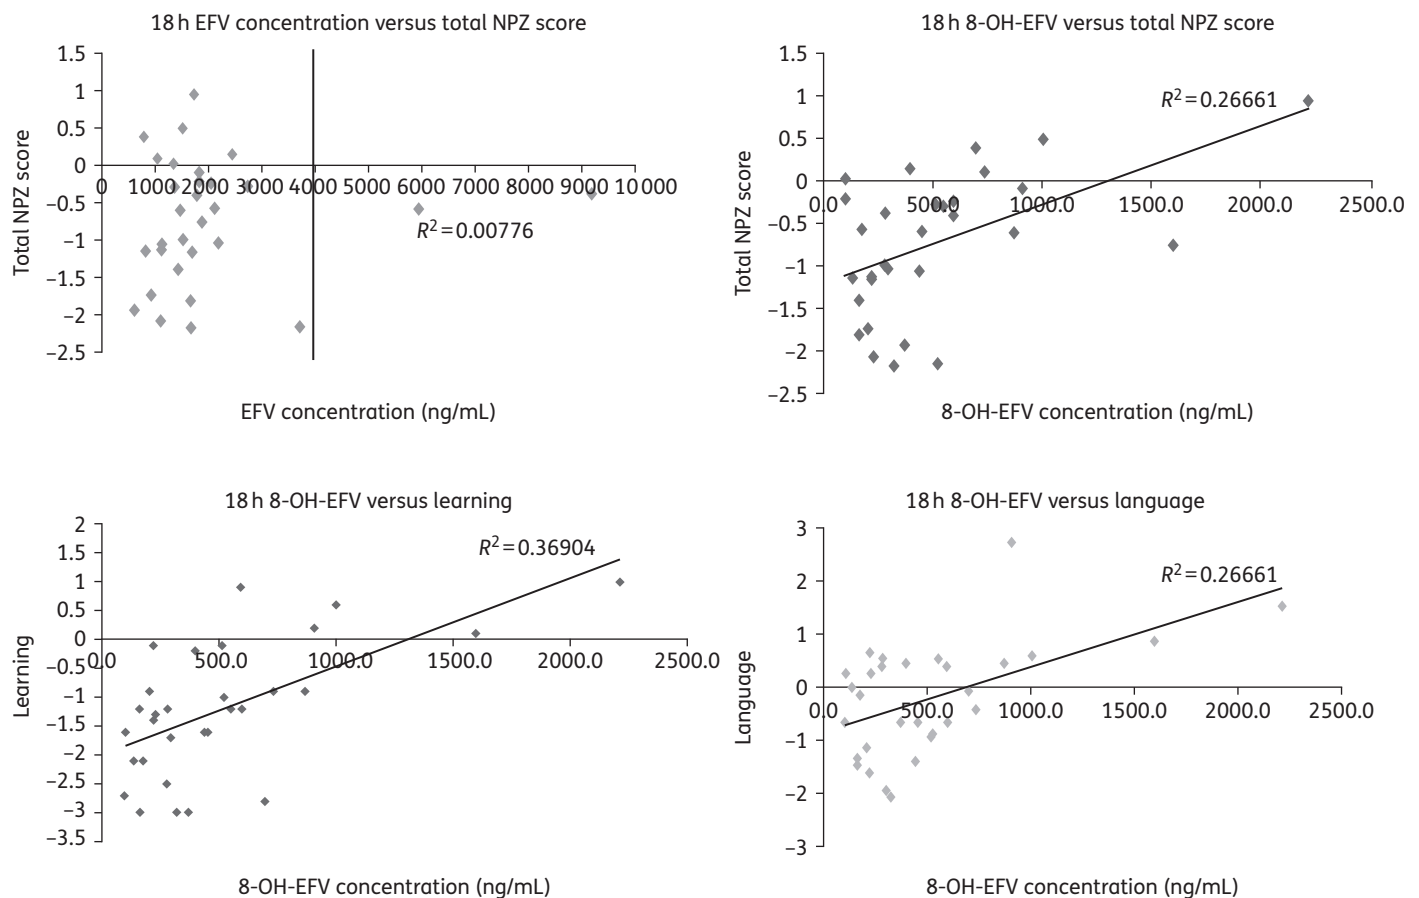 18 h EFV concentration versus total NPZ score
1.5
1
0.5
0
−0.5
−1
−1.5
−2
−2.5
0 1000 2000 3000 4000 5000 6000 7000 8000 9000 10 000
R2 = 0.00776
Total NPZ score
EFV concentration (ng/mL)
18 h 8-OH-EFV versus total NPZ score
1.5
1
0.5
0
−0.5
−1
−1.5
−2
−2.5
0.0 500.0 1000.0 1500.0 2000.0 2500.0
R2 = 0.26661
Total NPZ score
8-OH-EFV concentration (ng/mL)
18 h 8-OH-EFV versus learning
2
1.5
1
0.5
0
−0.5
−1
−1.5
−2
−2.5
−3
−3.5
0.0 500.0 1000.0 1500.0 2000.0 2500.0
R2 = 0.36904
Learning
8-OH-EFV concentration (ng/mL)
18 h 8-OH-EFV versus language
3
2
1
0
−1
−2
−3
0.0 500.0 1000.0 1500.0 2000.0 2500.0
R2 = 0.26661
Language
8-OH-EFV concentration (ng/mL)